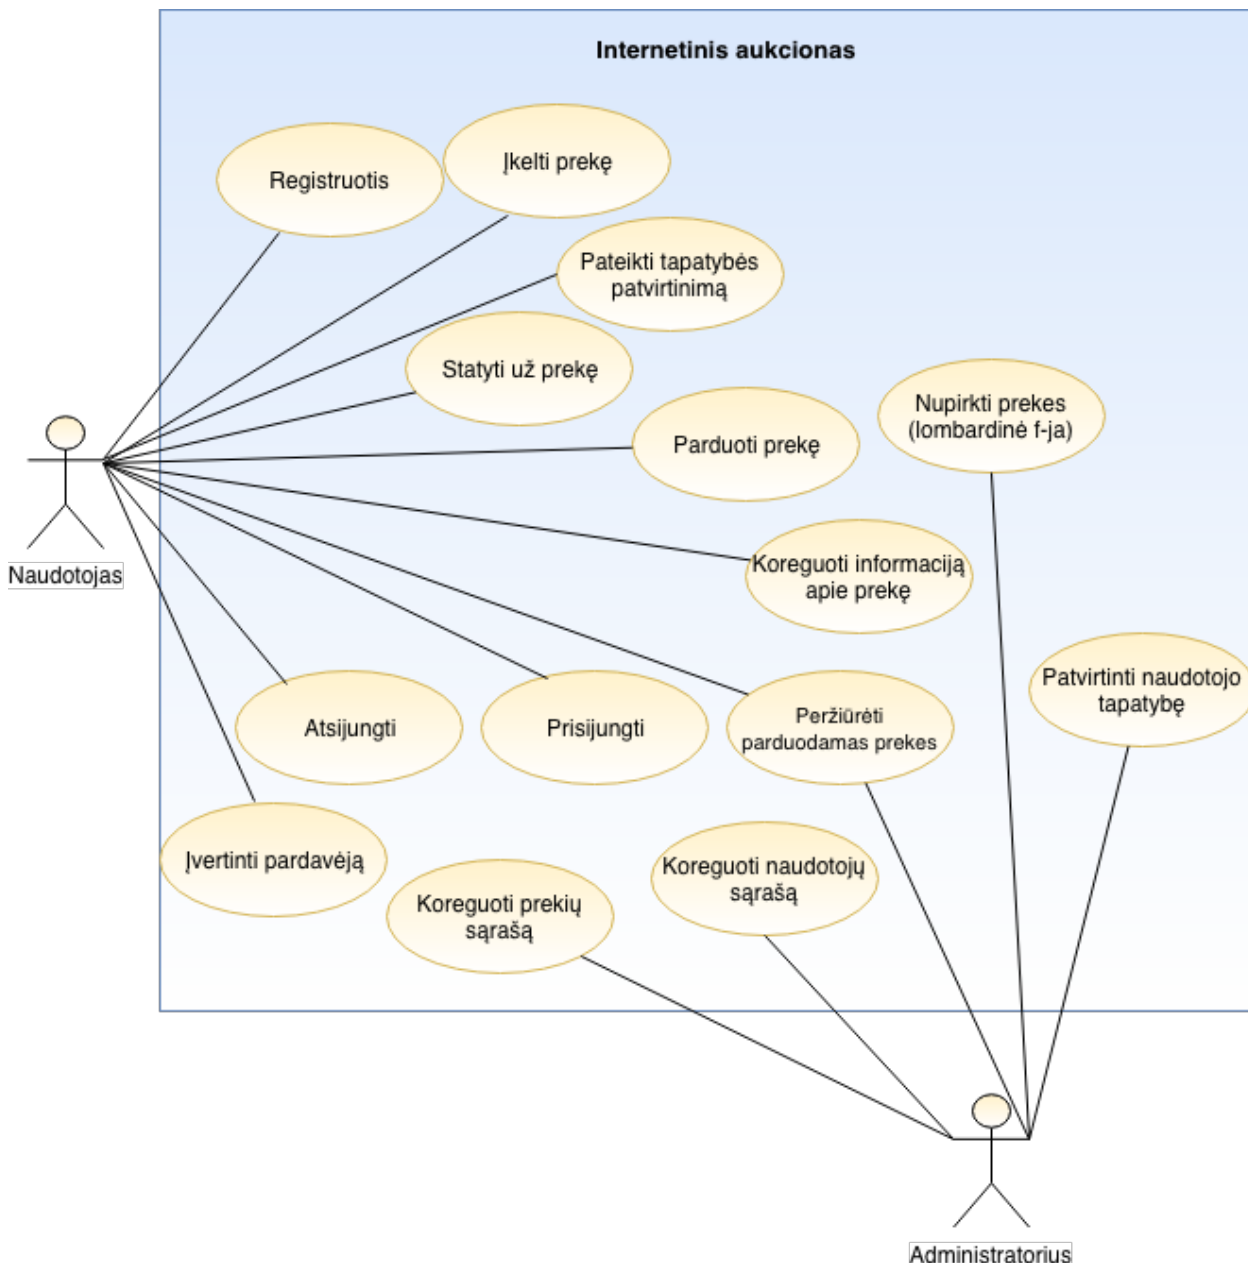 Internetinis aukcionas
Registruotis
Įkelti prekę
Pateikti tapatybės
patvirtinimą
Statyti už prekę
Parduoti prekę
Nupirkti prekes
(lombardinė f-ja)
Naudotojas
Koreguoti informaciją
apie prekę
Patvirtinti naudotojo
tapatybę
Atsijungti
Prisijungti
Peržiūrėti
parduodamas prekes
Įvertinti pardavėją
Koreguoti prekių
sąrašą
Koreguoti naudotojų
sąrašą
Administratorius